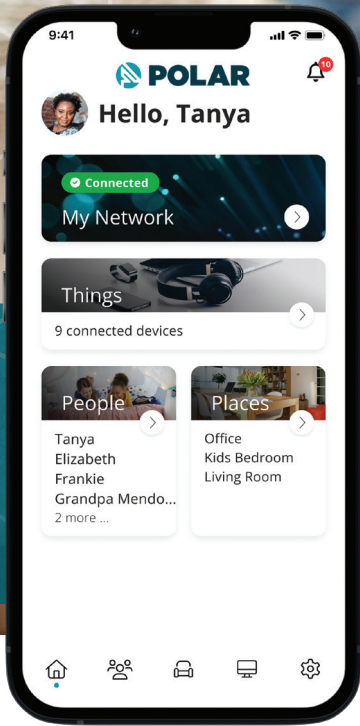 9:41
POLAR
10
Hello, Tanya
Connected
My Network
Things
9 connected devices
People
Tanya
Elizabeth
Frankie
Grandpa Mendo...
2 more ...
Places
Office
Kids Bedroom
Living Room